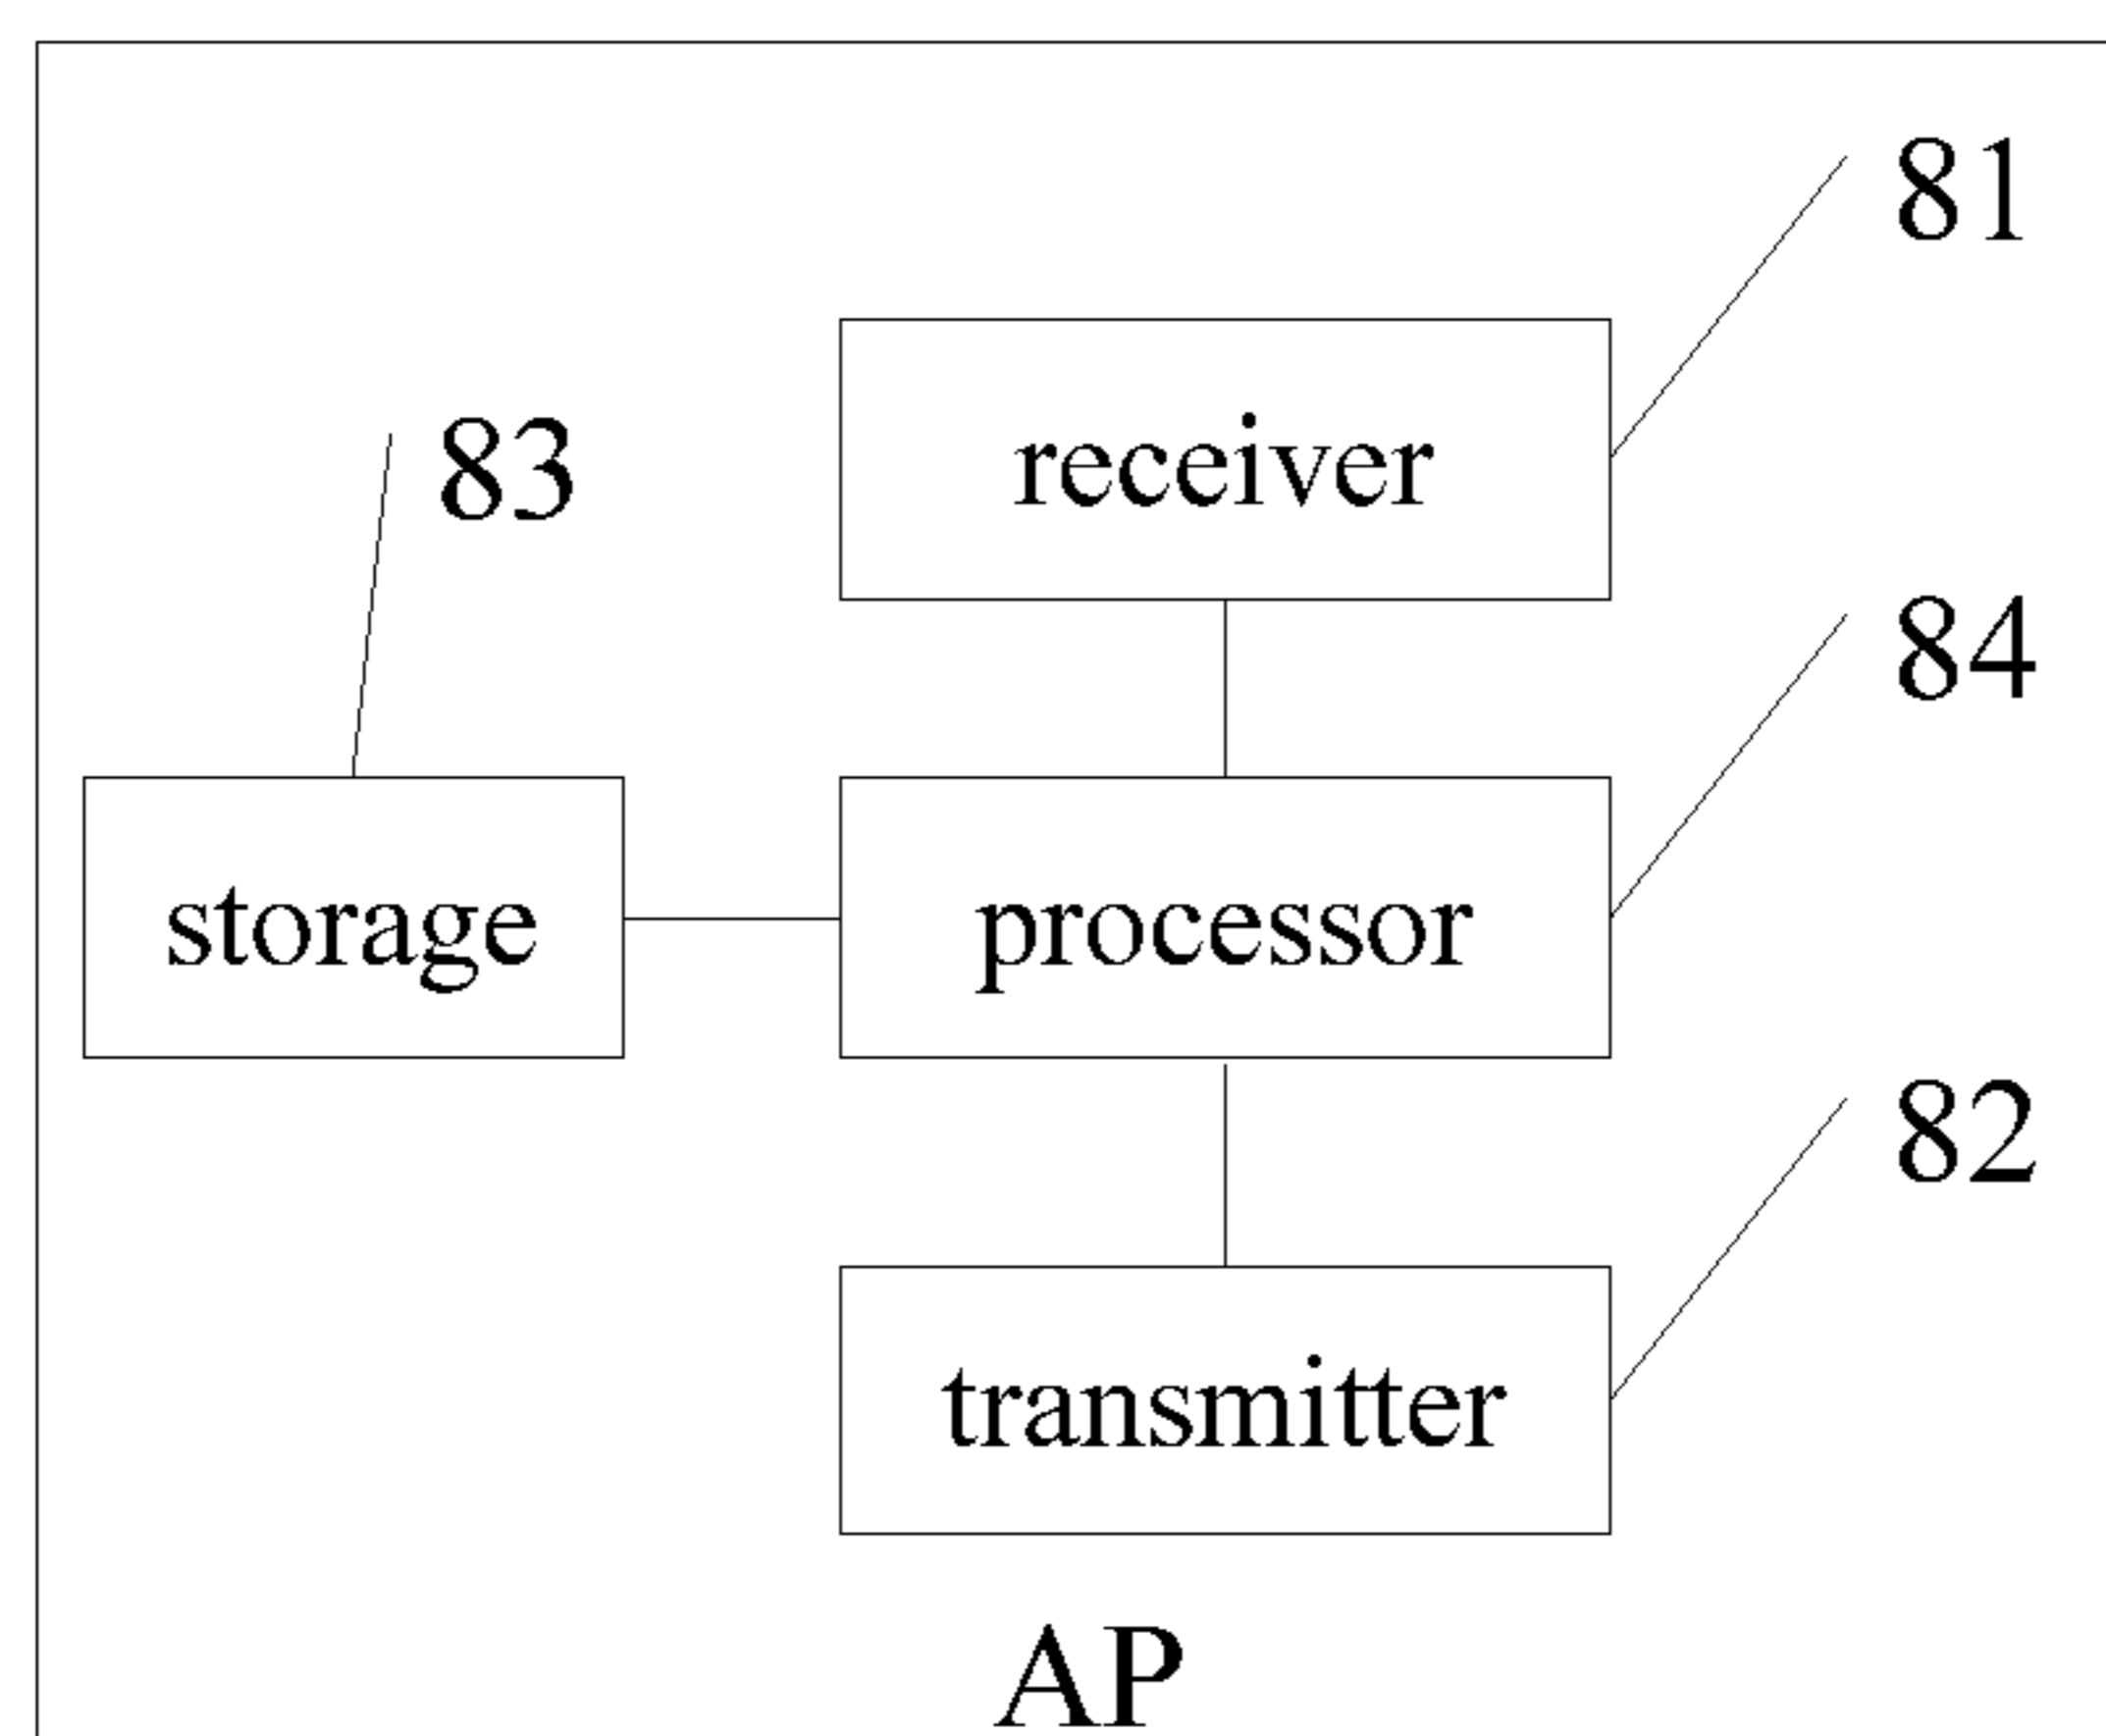 81
receiver
83
84
storage
processor
82
transmitter
AP